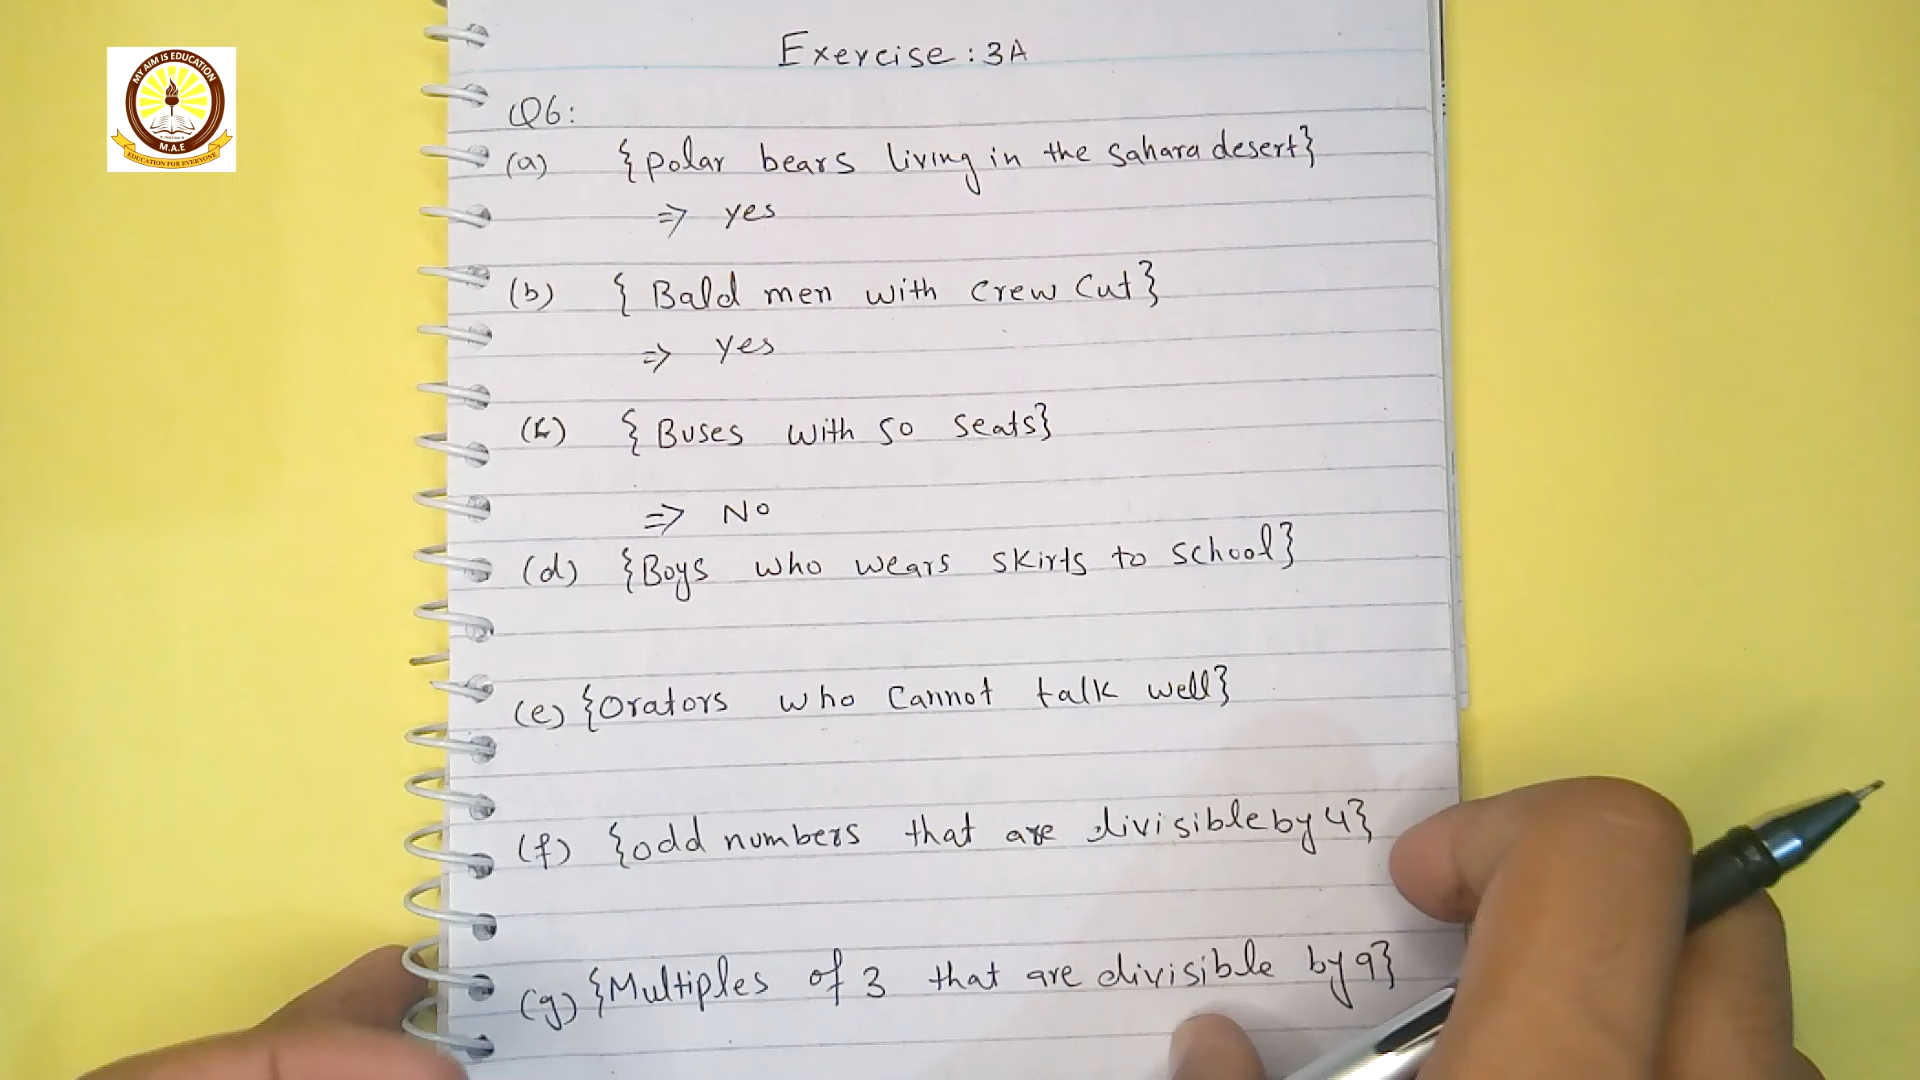 MY AIM IS EDUCATION
M.A.E
EDUCATION FOR EVERYONE
Exercise: 3A
Q6:
(a) {polar bears living in the sahara desert}
=> yes
(b) {Bald men with crew cut}
=> yes
(c) {Buses with 50 seats}
=> No
(d) {Boys who wears skirts to school}
(e) {Orators who cannot talk well}
(f) {odd numbers that are divisible by 4}
(g) {Multiples of 3 that are divisible by 9}